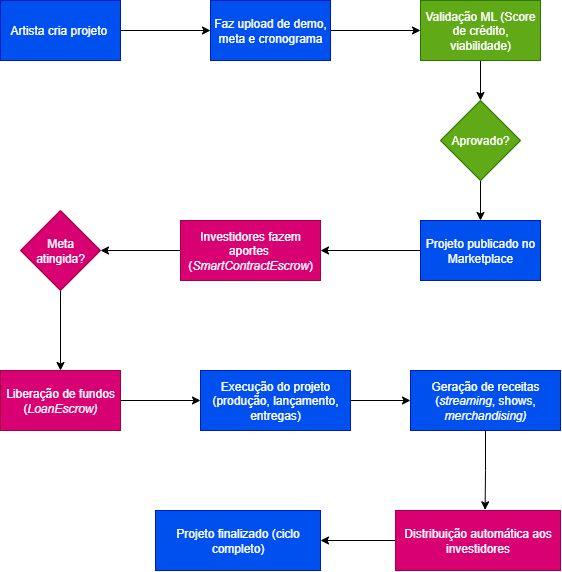 Artista cria projeto
Faz upload de demo,
meta e cronograma
Validação ML (Score
de crédito,
viabilidade)
Aprovado?
Meta
atingida?
Investidores fazem
aportes
(SmartContractEscrow)
Projeto publicado no
Marketplace
Liberação de fundos
(LoanEscrow)
Execução do projeto
(produção, lançamento,
entregas)
Geração de receitas
(streaming, shows,
merchandising)
Projeto finalizado (ciclo
completo)
Distribuição automática aos
investidores